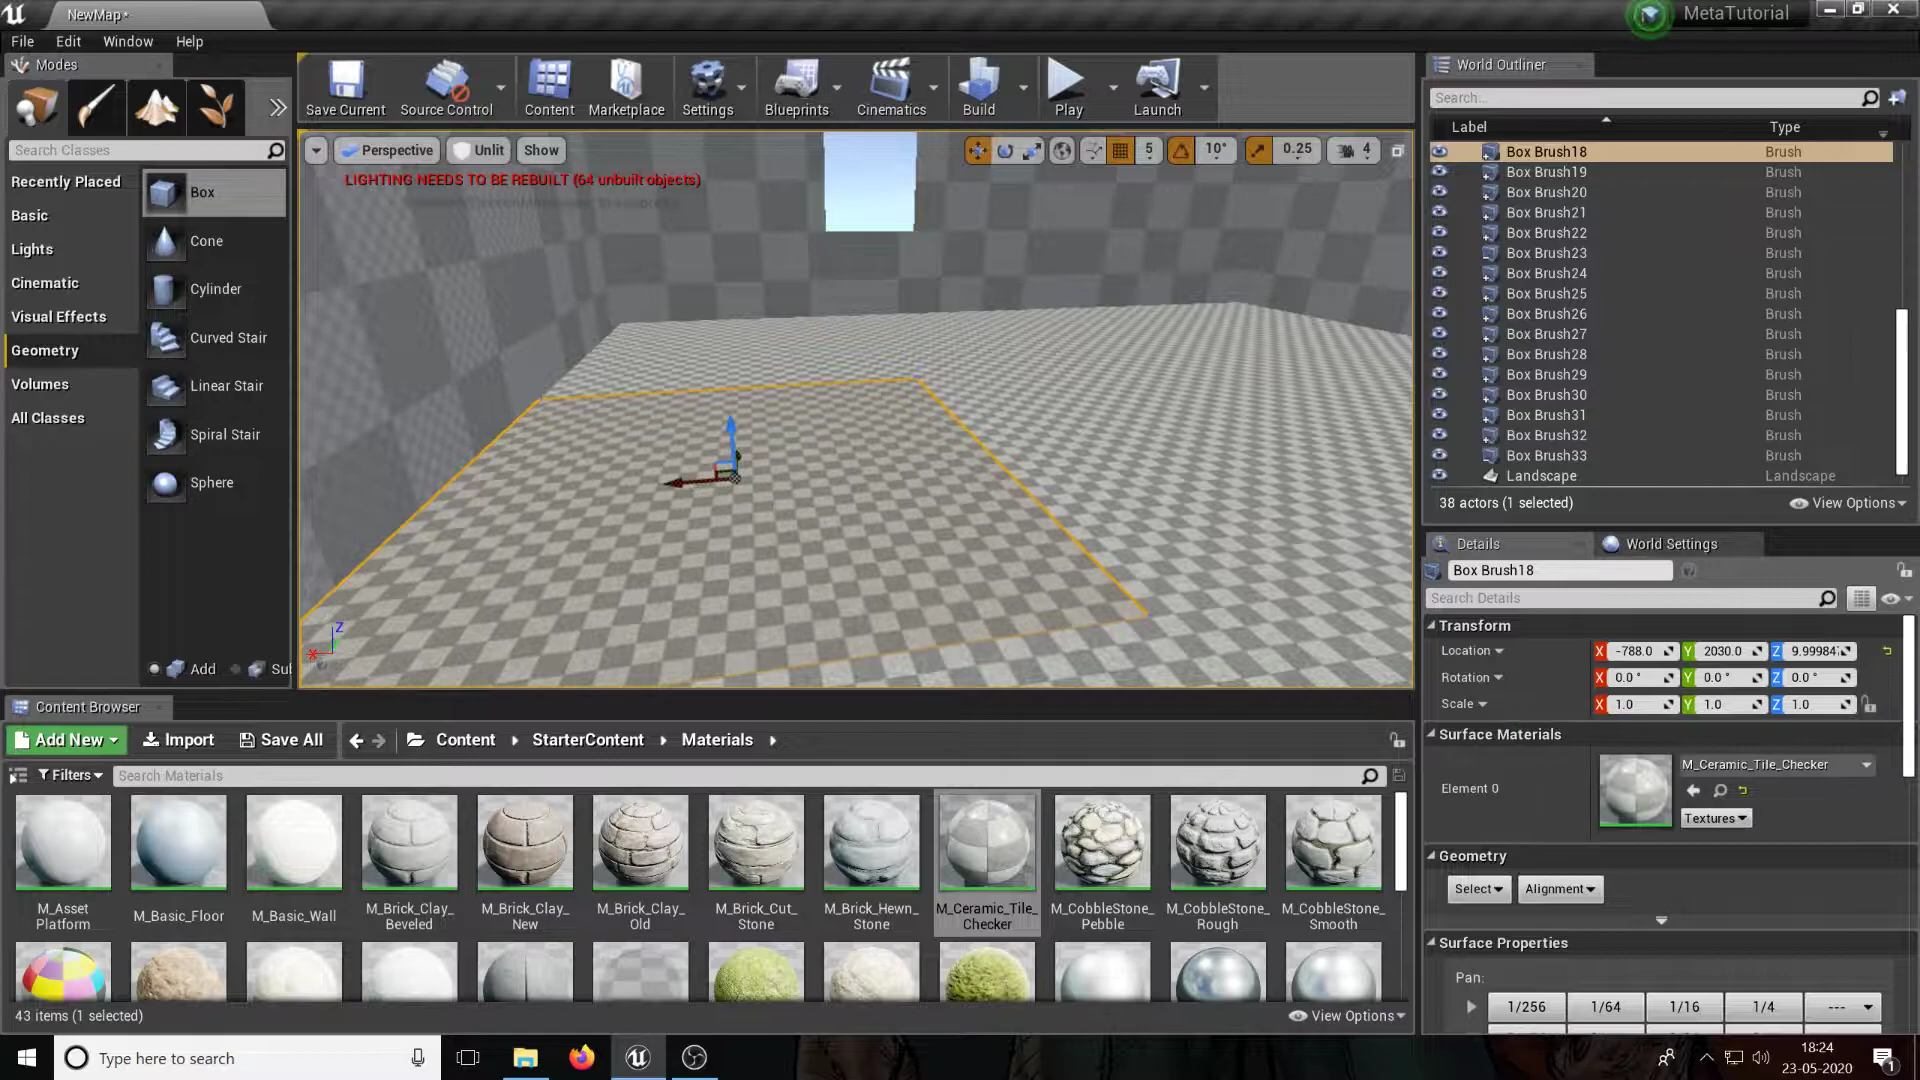 NewMap*
MetaTutorial
File Edit Window Help
Modes
Search Classes
Recently Placed
Basic
Lights
Cinematic
Visual Effects
Geometry
Volumes
All Classes
Box
Cone
Cylinder
Curved Stair
Linear Stair
Spiral Stair
Sphere
Add
Sub
Save Current
Source Control
Content
Marketplace
Settings
Blueprints
Cinematics
Build
Play
Launch
Perspective
Unlit
Show
5
10°
0.25
4
LIGHTING NEEDS TO BE REBUILT (64 unbuilt objects)
Z
World Outliner
Search...
Label Type
Box Brush18 Brush
Box Brush19 Brush
Box Brush20 Brush
Box Brush21 Brush
Box Brush22 Brush
Box Brush23 Brush
Box Brush24 Brush
Box Brush25 Brush
Box Brush26 Brush
Box Brush27 Brush
Box Brush28 Brush
Box Brush29 Brush
Box Brush30 Brush
Box Brush31 Brush
Box Brush32 Brush
Box Brush33 Brush
Landscape Landscape
38 actors (1 selected)
View Options
Details
World Settings
Box Brush18
Search Details
Transform
Location X -788.0 Y 2030.0 Z 9.99984
Rotation X 0.0 ° Y 0.0 ° Z 0.0 °
Scale X 1.0 Y 1.0 Z 1.0
Surface Materials
Element 0
M_Ceramic_Tile_Checker
Textures
Geometry
Select
Alignment
Surface Properties
Pan:
1/256 1/64 1/16 1/4 ---
Content Browser
Add New
Import
Save All
Content
StarterContent
Materials
Filters
Search Materials
M_Asset
Platform
M_Basic_Floor
M_Basic_Wall
M_Brick_Clay_
Beveled
M_Brick_Clay_
New
M_Brick_Clay_
Old
M_Brick_Cut_
Stone
M_Brick_Hewn_
Stone
M_Ceramic_Tile_
Checker
M_CobbleStone_
Pebble
M_CobbleStone_
Rough
M_CobbleStone_
Smooth
43 items (1 selected)
View Options
Type here to search
18:24
23-05-2020
1